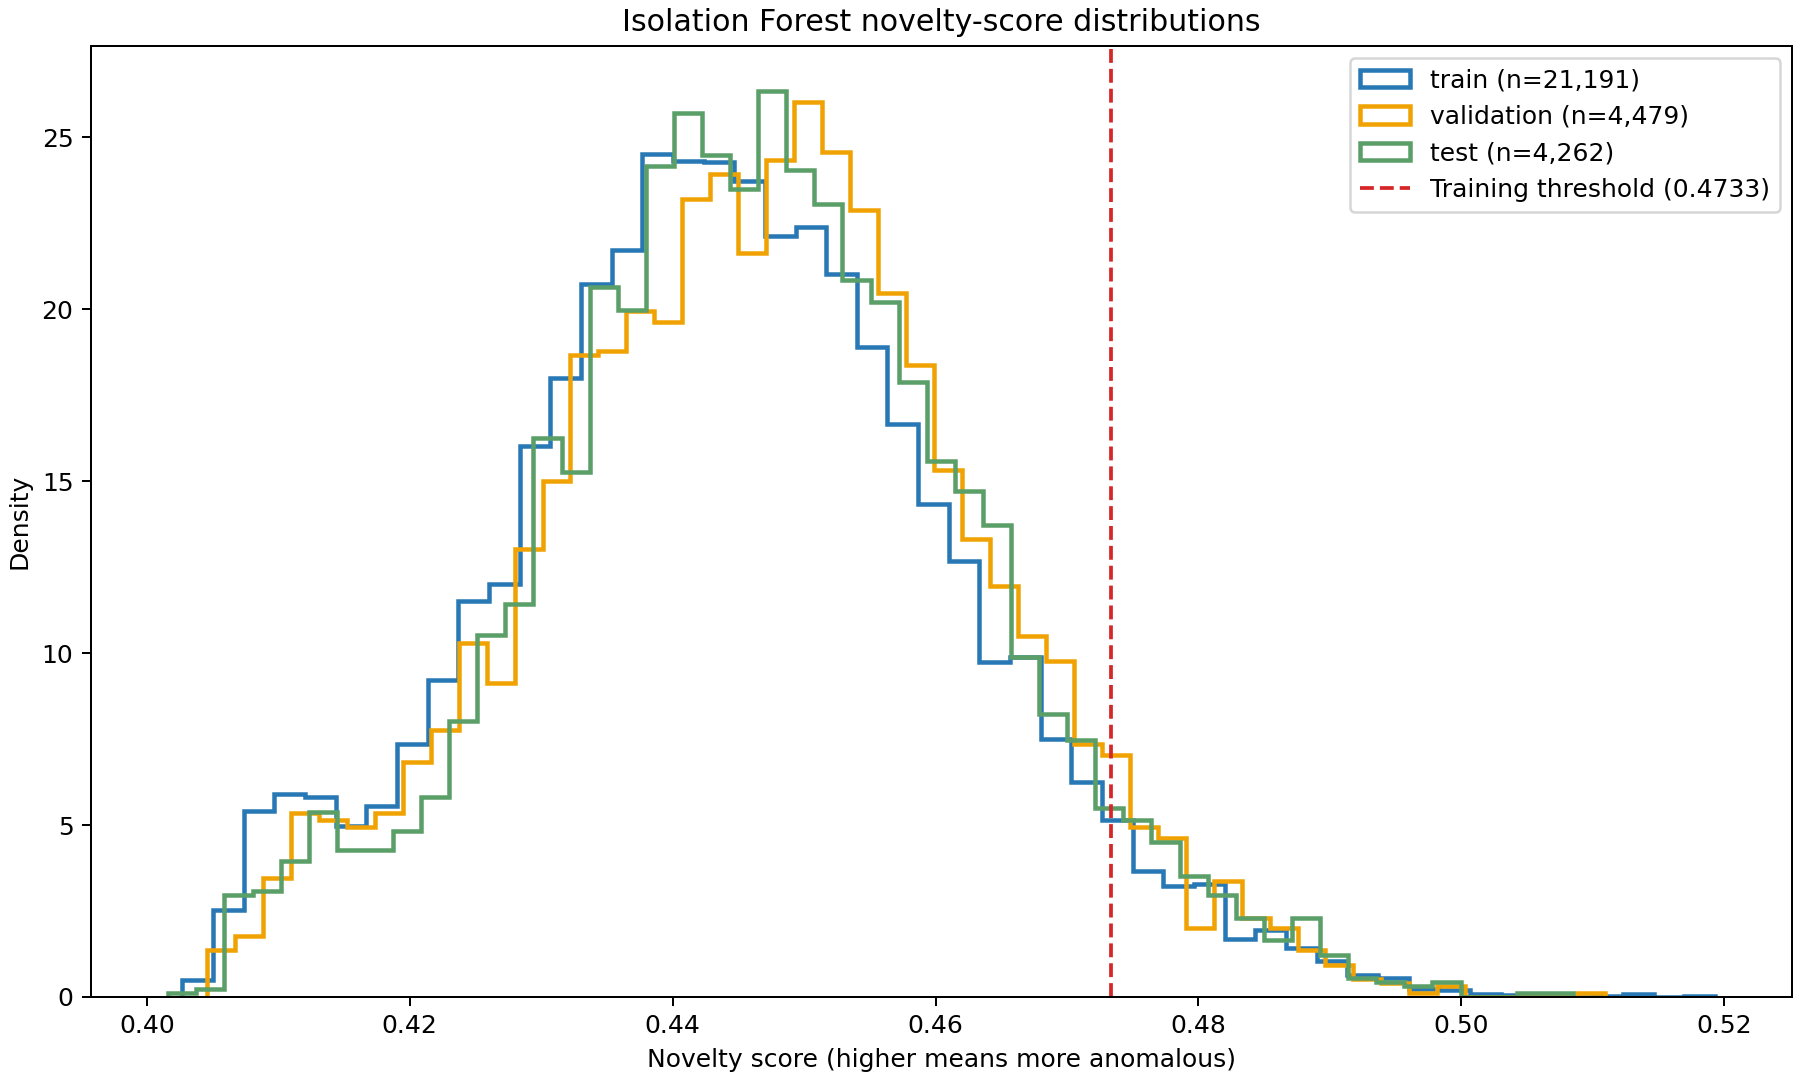 Isolation Forest novelty-score distributions
train (n=21,191)
validation (n=4,479)
test (n=4,262)
Training threshold (0.4733)
Density
25
20
15
10
5
0
0.40 0.42 0.44 0.46 0.48 0.50 0.52
Novelty score (higher means more anomalous)